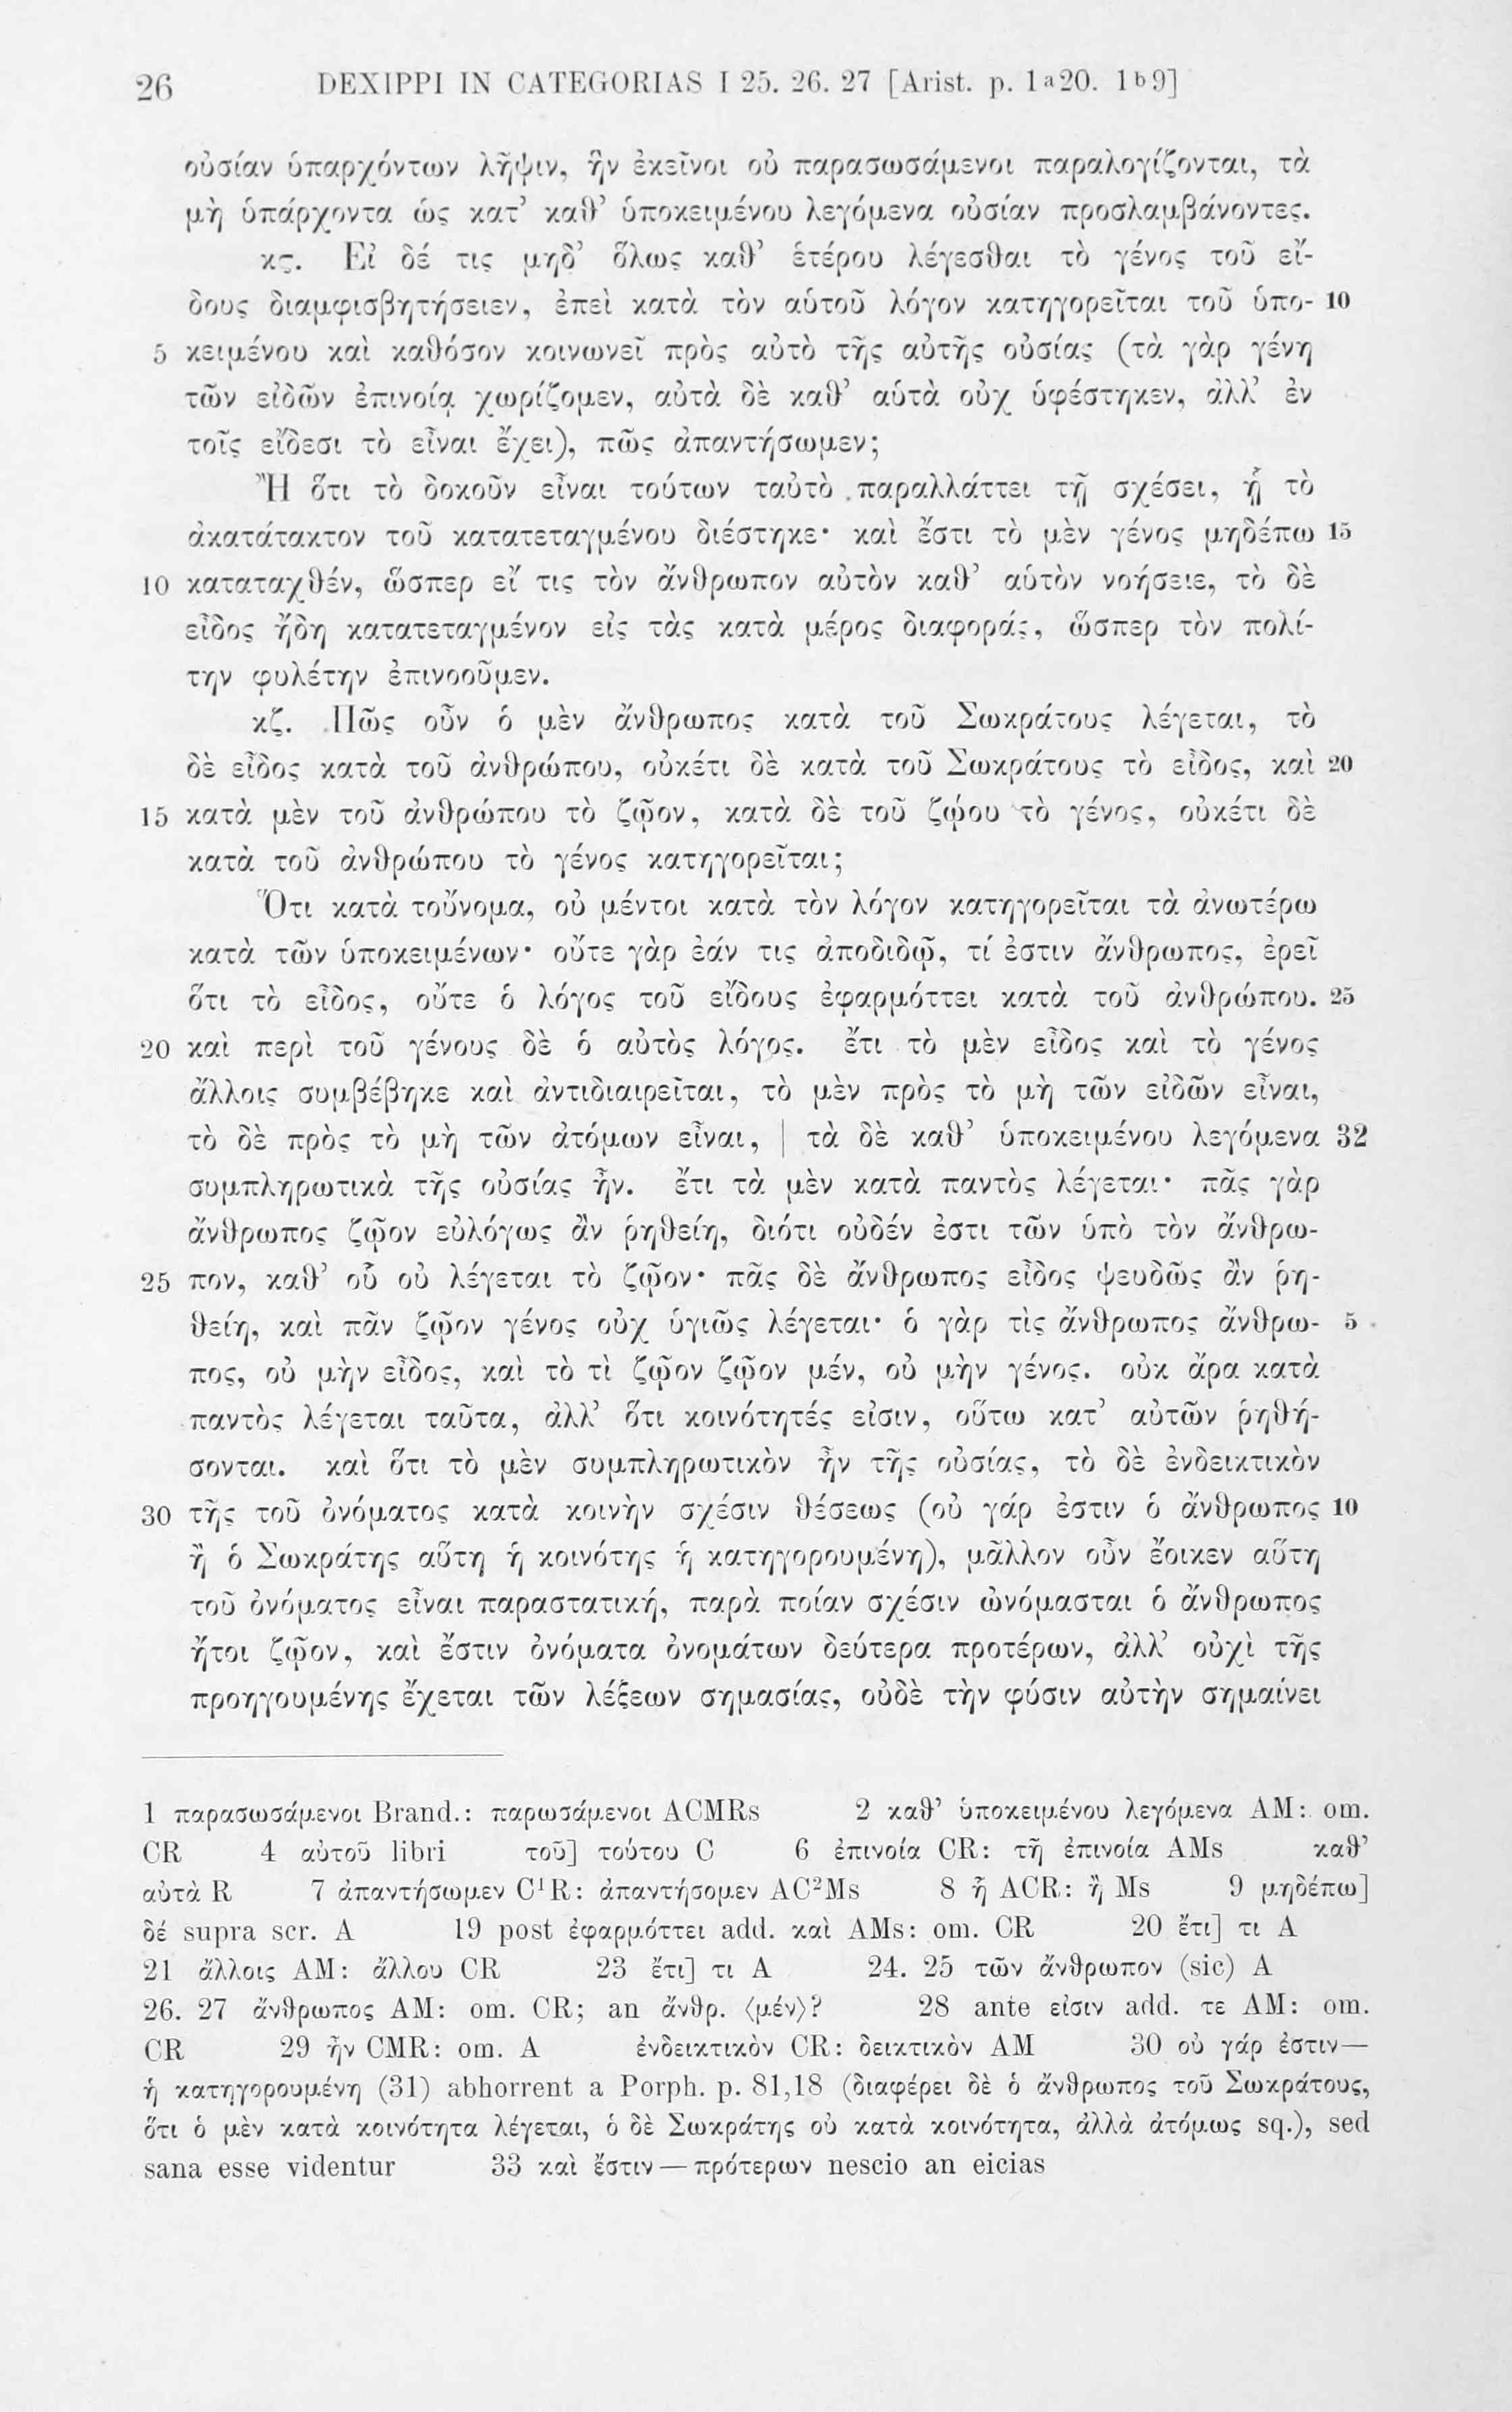 26 DEXIPPI IN CATEGORIAS I 25. 26. 27 [Arist. p. 1a20. 1b9]
οὐσίαν ὑπαρχόντων λῆψιν, ἣν ἐκεῖνοι οὐ παρασωσάμενοι παραλογίζονται, τὰ
μὴ ὑπάρχοντα ὡς κατ’ καθ’ ὑποκειμένου λεγόμενα οὐσίαν προσλαμβάνοντες.
κϛ. Εἰ δέ τις μηδ’ ὅλως καθ’ ἑτέρου λέγεσθαι τὸ γένος τοῦ εἴ-
δους διαμφισβητήσειεν, ἐπεὶ κατὰ τὸν αὑτοῦ λόγον κατηγορεῖται τοῦ ὑπο- 10
5 κειμένου καὶ καθόσον κοινωνεῖ πρὸς αὐτὸ τῆς αὐτῆς οὐσίας (τὰ γὰρ γένη
τῶν εἰδῶν ἐπινοίᾳ χωρίζομεν, αὐτὰ δὲ καθ’ αὑτὰ οὐχ ὑφέστηκεν, ἀλλ’ ἐν
τοῖς εἴδεσι τὸ εἶναι ἔχει), πῶς ἀπαντήσωμεν;
Ἢ ὅτι τὸ δοκοῦν εἶναι τούτων ταὐτὸ παραλλάττει τῇ σχέσει, ᾗ τὸ
ἀκατάτακτον τοῦ κατατεταγμένου διέστηκε· καὶ ἔστι τὸ μὲν γένος μηδέπω 15
10 καταταχθέν, ὥσπερ εἴ τις τὸν ἄνθρωπον αὐτὸν καθ’ αὑτὸν νοήσειε, τὸ δὲ
εἶδος ἤδη κατατεταγμένον εἰς τὰς κατὰ μέρος διαφοράς, ὥσπερ τὸν πολί-
την φυλέτην ἐπινοοῦμεν.
κζ. Πῶς οὖν ὁ μὲν ἄνθρωπος κατὰ τοῦ Σωκράτους λέγεται, τὸ
δὲ εἶδος κατὰ τοῦ ἀνθρώπου, οὐκέτι δὲ κατὰ τοῦ Σωκράτους τὸ εἶδος, καὶ 20
15 κατὰ μὲν τοῦ ἀνθρώπου τὸ ζῷον, κατὰ δὲ τοῦ ζῴου τὸ γένος, οὐκέτι δὲ
κατὰ τοῦ ἀνθρώπου τὸ γένος κατηγορεῖται;
Ὅτι κατὰ τοὔνομα, οὐ μέντοι κατὰ τὸν λόγον κατηγορεῖται τὰ ἀνωτέρω
κατὰ τῶν ὑποκειμένων· οὔτε γὰρ ἐάν τις ἀποδιδῷ, τί ἐστιν ἄνθρωπος, ἐρεῖ
ὅτι τὸ εἶδος, οὔτε ὁ λόγος τοῦ εἴδους ἐφαρμόττει κατὰ τοῦ ἀνθρώπου. 25
20 καὶ περὶ τοῦ γένους δὲ ὁ αὐτὸς λόγος. ἔτι τὸ μὲν εἶδος καὶ τὸ γένος
ἄλλοις συμβέβηκε καὶ ἀντιδιαιρεῖται, τὸ μὲν πρὸς τὸ μὴ τῶν εἰδῶν εἶναι,
τὸ δὲ πρὸς τὸ μὴ τῶν ἀτόμων εἶναι, | τὰ δὲ καθ’ ὑποκειμένου λεγόμενα 32
συμπληρωτικὰ τῆς οὐσίας ἦν. ἔτι τὰ μὲν κατὰ παντὸς λέγεται· πᾶς γὰρ
ἄνθρωπος ζῷον εὐλόγως ἂν ῥηθείη, διότι οὐδέν ἐστι τῶν ὑπὸ τὸν ἄνθρω-
25 πον, καθ’ οὗ οὐ λέγεται τὸ ζῷον· πᾶς δὲ ἄνθρωπος εἶδος ψευδῶς ἂν ῥη-
θείη, καὶ πᾶν ζῷον γένος οὐχ ὑγιῶς λέγεται· ὁ γὰρ τὶς ἄνθρωπος ἄνθρω- 5
πος, οὐ μὴν εἶδος, καὶ τὸ τὶ ζῷον ζῷον μέν, οὐ μὴν γένος. οὐκ ἄρα κατὰ
παντὸς λέγεται ταῦτα, ἀλλ’ ὅτι κοινότητές εἰσιν, οὕτω κατ’ αὐτῶν ῥηθή-
σονται. καὶ ὅτι τὸ μὲν συμπληρωτικὸν ἦν τῆς οὐσίας, τὸ δὲ ἐνδεικτικὸν
30 τῆς τοῦ ὀνόματος κατὰ κοινὴν σχέσιν θέσεως (οὐ γάρ ἐστιν ὁ ἄνθρωπος 10
ἢ ὁ Σωκράτης αὕτη ἡ κοινότης ἡ κατηγορουμένη), μᾶλλον οὖν ἔοικεν αὕτη
τοῦ ὀνόματος εἶναι παραστατική, παρὰ ποίαν σχέσιν ὠνόμασται ὁ ἄνθρωπος
ἤτοι ζῷον, καὶ ἔστιν ὀνόματα ὀνομάτων δεύτερα προτέρων, ἀλλ’ οὐχὶ τῆς
προηγουμένης ἔχεται τῶν λέξεων σημασίας, οὐδὲ τὴν φύσιν αὐτὴν σημαίνει
1 παρασωσάμενοι Brand.: παρωσάμενοι ACMRs 2 καθ’ ὑποκειμένου λεγόμενα AM: om.
CR 4 αὐτοῦ libri τοῦ] τούτου C 6 ἐπινοία CR: τῆ ἐπινοία AMs καθ’
αὐτὰ R 7 ἀπαντήσωμεν C¹R: ἀπαντήσομεν AC²Ms 8 ἦ ACR: ἢ Ms 9 μηδέπω]
δέ supra scr. A 19 post ἐφαρμόττει add. καὶ AMs: om. CR 20 ἔτι] τι A
21 ἄλλοις AM: ἄλλου CR 23 ἔτι] τι A 24. 25 τῶν ἄνθρωπον (sic) A
26. 27 ἄνθρωπος AM: om. CR; an ἄνθρ. ⟨μέν⟩? 28 ante εἰσιν add. τε AM: om.
CR 29 ἦν CMR: om. A ἐνδεικτικὸν CR: δεικτικὸν AM 30 οὐ γάρ ἐστιν—
ἡ κατηγορουμένη (31) abhorrent a Porph. p. 81,18 (διαφέρει δὲ ὁ ἄνθρωπος τοῦ Σωκράτους,
ὅτι ὁ μὲν κατὰ κοινότητα λέγεται, ὁ δὲ Σωκράτης οὐ κατὰ κοινότητα, ἀλλὰ ἀτόμως sq.), sed
sana esse videntur 33 καὶ ἔστιν—πρότερων nescio an eicias